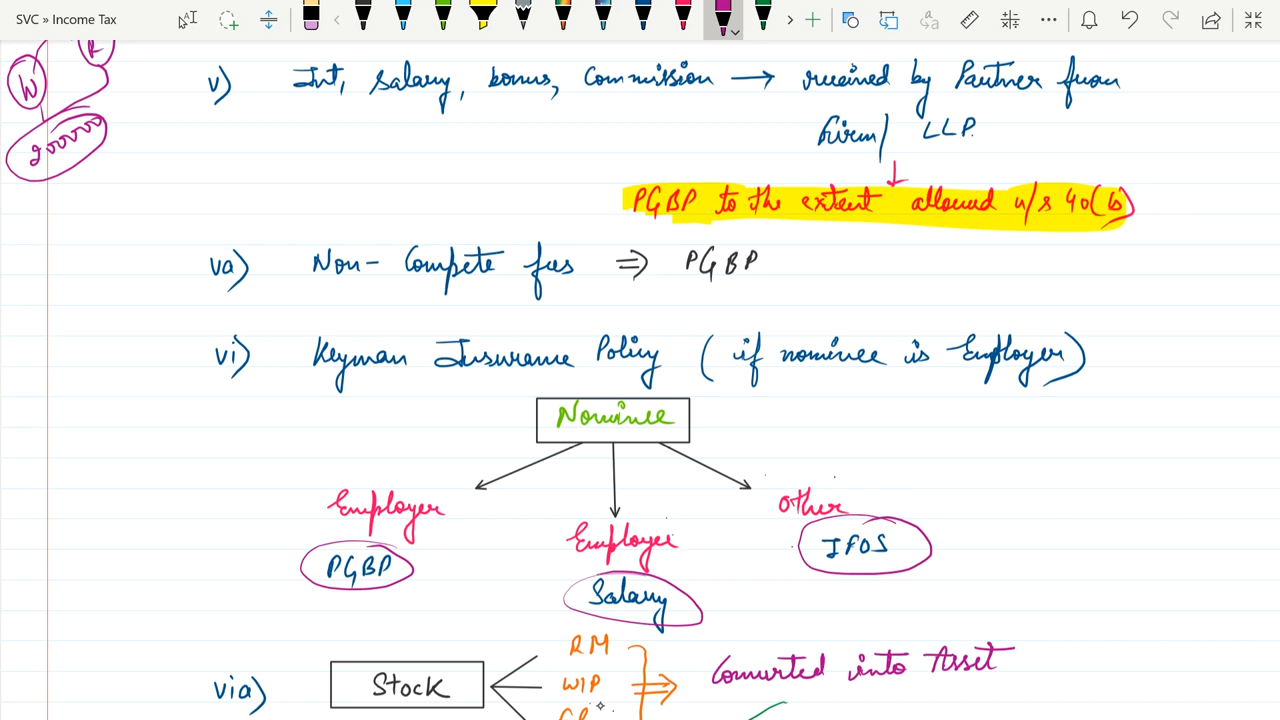 SVC » Income Tax
W
R
200000
v) Int, Salary, bonus, Commission → received by Partner from
firm/ LLP.
PGBP to the extent allowed u/s 40(b)
va) Non-Compete fees ⇒ PGBP
vi) Keyman Insurance Policy (if nominee is Employer)
Nominee
Employer
Employee
Other
PGBP
Salary
IFOS
via) Stock
RM
WIP
Converted into Asset